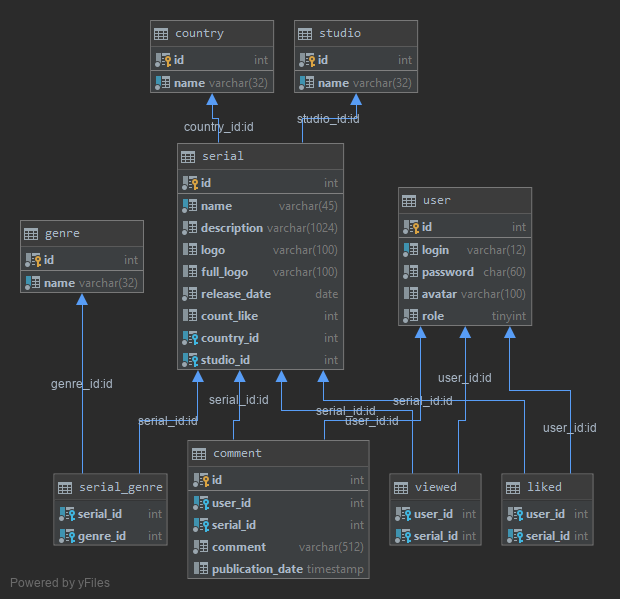 country
id int
name varchar(32)
studio
id int
name varchar(32)
country_id:id
studio_id:id
serial
id int
name varchar(45)
description varchar(1024)
logo varchar(100)
full_logo varchar(100)
release_date date
count_like int
country_id int
studio_id int
user
id int
login varchar(12)
password char(60)
avatar varchar(100)
role tinyint
genre
id int
name varchar(32)
genre_id:id
serial_id:id
serial_id:id
serial_id:id
user_id:id
serial_id:id
user_id:id
user_id:id
comment
id int
user_id int
serial_id int
comment varchar(512)
publication_date timestamp
serial_genre
serial_id int
genre_id int
viewed
user_id int
serial_id int
liked
user_id int
serial_id int
Powered by yFiles